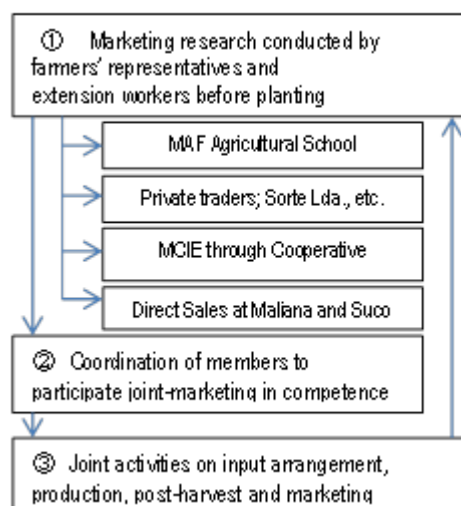 ① Marketing research conducted by
farmers' representatives and
extension workers before planting
MAF Agricultural School
Private traders; Sorte Lda., etc.
MCIE through Cooperative
Direct Sales at Maliana and Suco
② Coordination of members to
participate joint-marketing in competence
③ Joint activities on input arrangement,
production, post-harvest and marketing